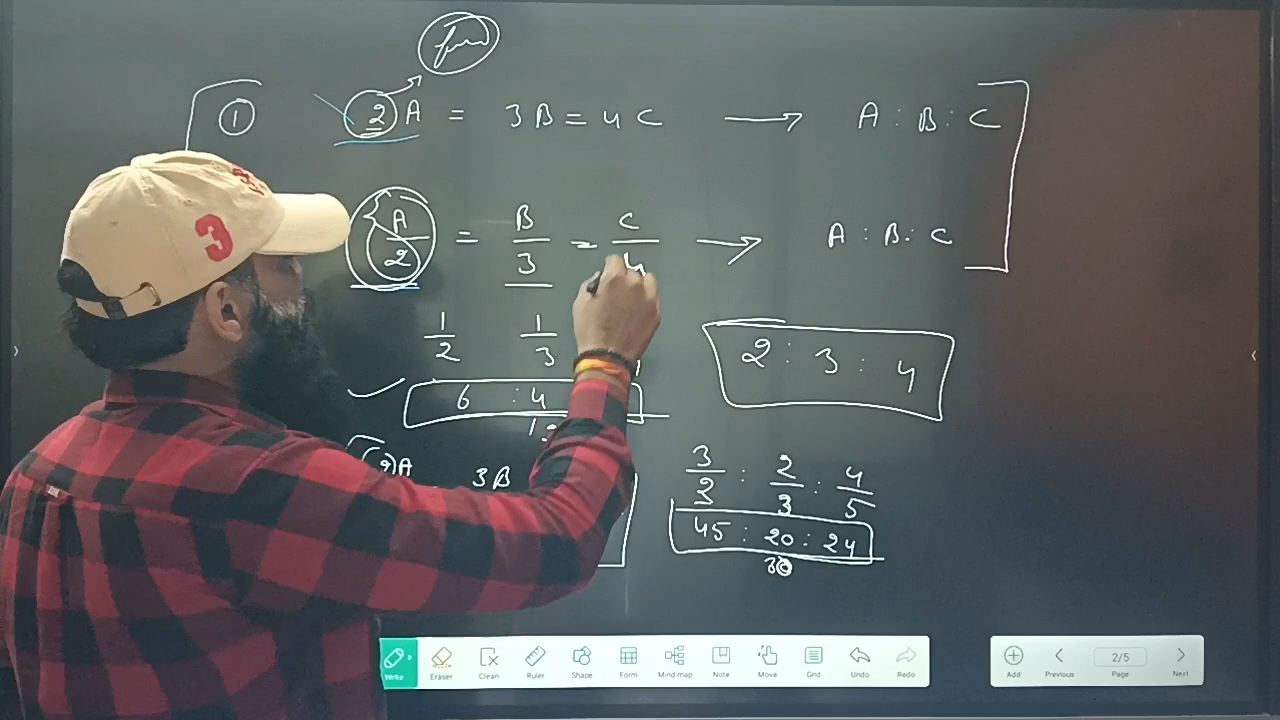 ① 2A = 3B = 4C → A : B : C
A/2 = B/3 = C/4 → A : B : C
1/2 1/3
2 : 3 : 4
6 : 4
(2)A 3B
3/2 : 2/3 : 4/5
45 : 20 : 24
30
3
Write Eraser Clean Ruler Shape Form Mind map Note Move Grid Undo Redo
Add Previous 2/5 Page Next